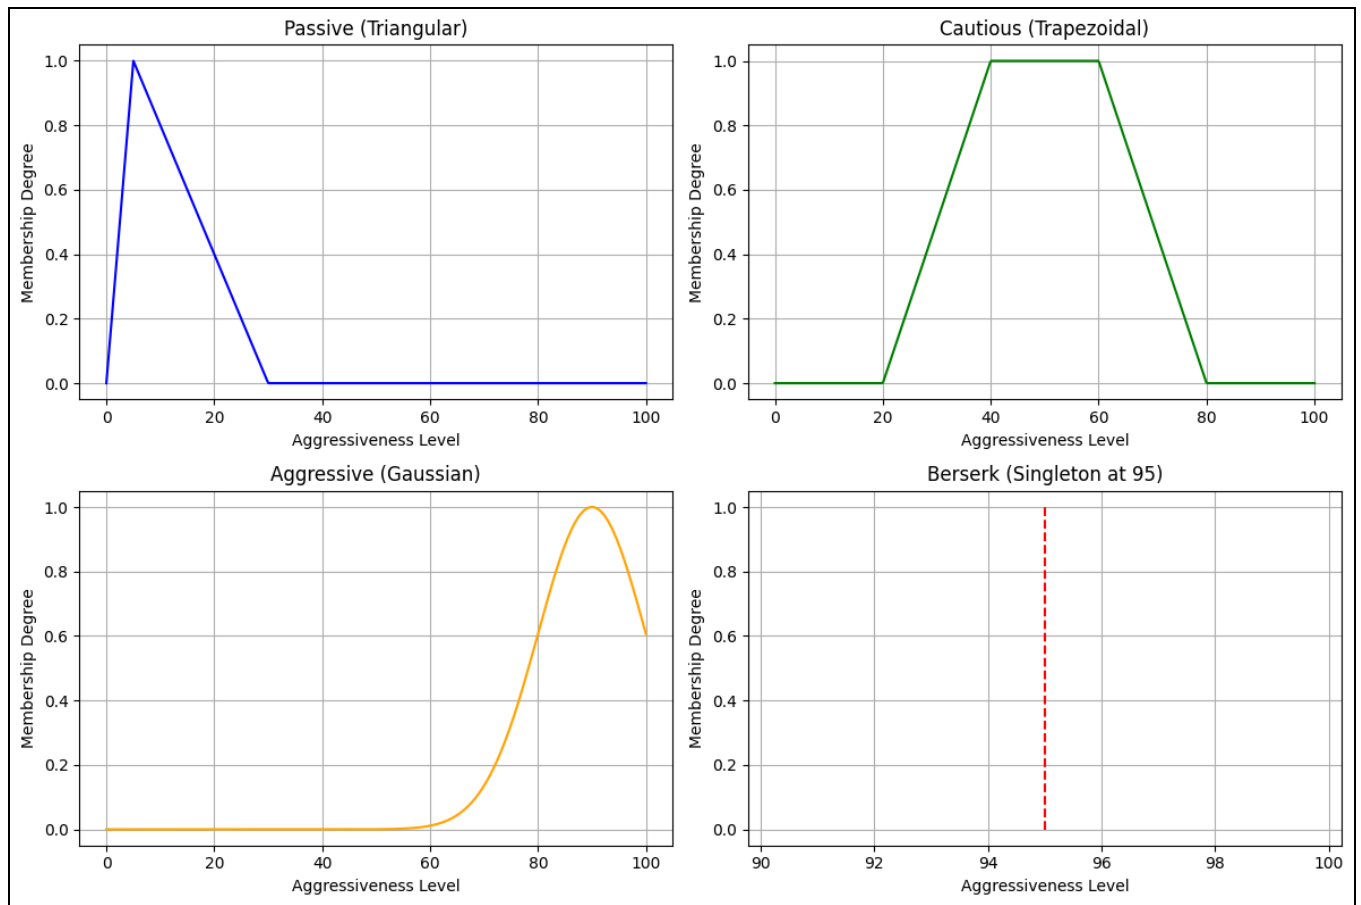 Passive (Triangular)
1.0
0.8
0.6
0.4
0.2
0.0
Membership Degree
0 20 40 60 80 100
Aggressiveness Level
Cautious (Trapezoidal)
1.0
0.8
0.6
0.4
0.2
0.0
Membership Degree
0 20 40 60 80 100
Aggressiveness Level
Aggressive (Gaussian)
1.0
0.8
0.6
0.4
0.2
0.0
Membership Degree
0 20 40 60 80 100
Aggressiveness Level
Berserk (Singleton at 95)
1.0
0.8
0.6
0.4
0.2
0.0
Membership Degree
90 92 94 96 98 100
Aggressiveness Level